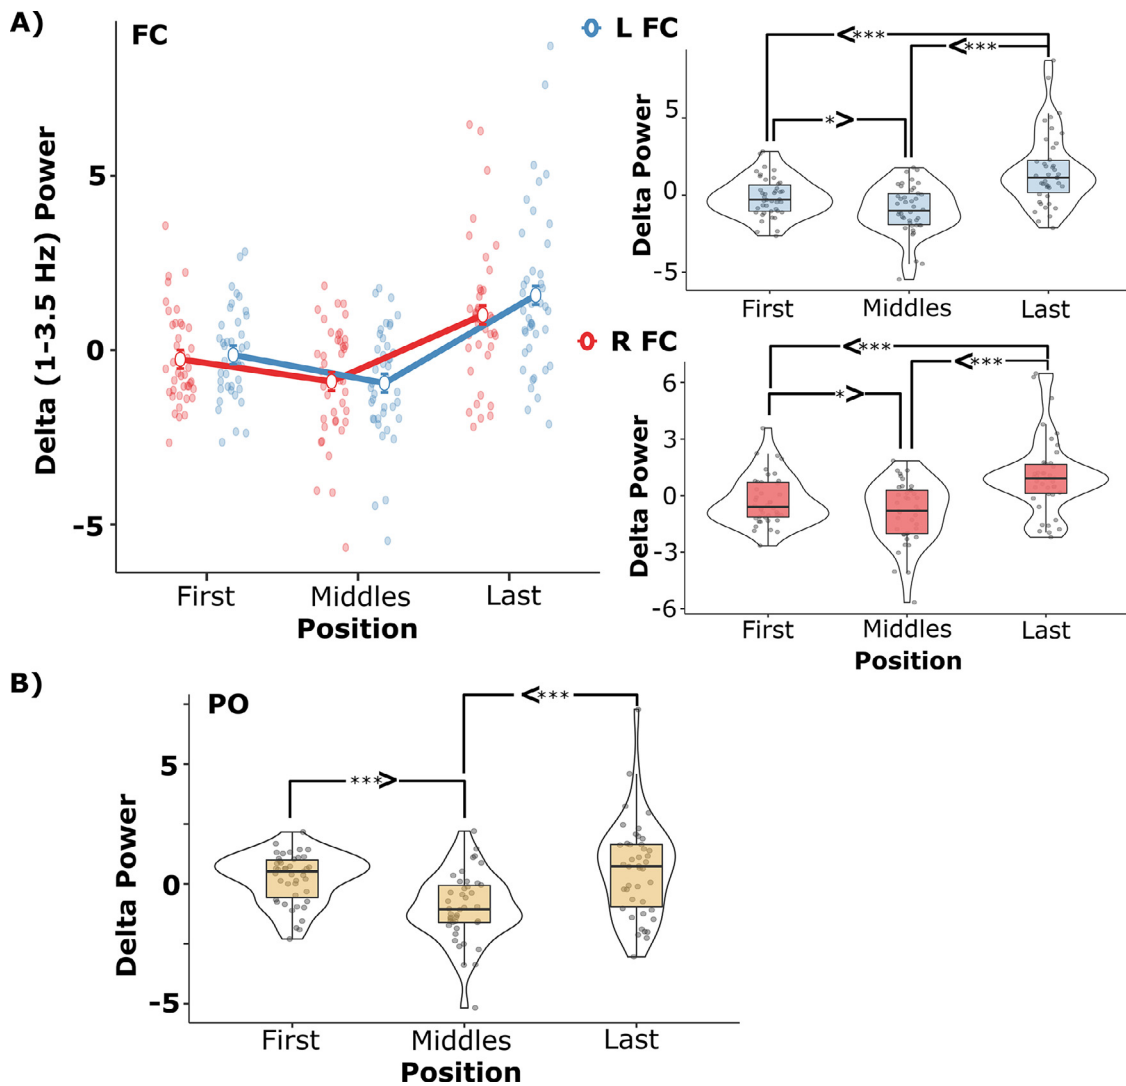 A)
FC
Delta (1-3.5 Hz) Power
5
0
-5
First
Middles
Last
Position
L FC
Delta Power
5
0
-5
<***
<***
*>
First
Middles
Last
R FC
Delta Power
6
3
0
-3
-6
<***
<***
*>
First
Middles
Last
Position
B)
PO
Delta Power
5
0
-5
<***
***>
First
Middles
Last
Position